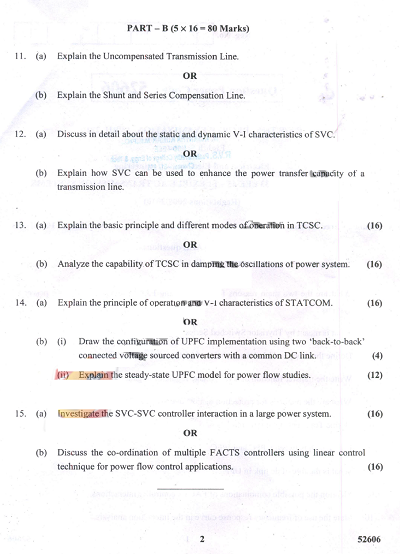 PART – B (5 × 16 = 80 Marks)
11. (a) Explain the Uncompensated Transmission Line.
OR
(b) Explain the Shunt and Series Compensation Line.
12. (a) Discuss in detail about the static and dynamic V-I characteristics of SVC.
OR
(b) Explain how SVC can be used to enhance the power transfer capacity of a
transmission line.
13. (a) Explain the basic principle and different modes of operation in TCSC. (16)
OR
(b) Analyze the capability of TCSC in damping the oscillations of power system. (16)
14. (a) Explain the principle of operation and V-I characteristics of STATCOM. (16)
OR
(b) (i) Draw the configuration of UPFC implementation using two 'back-to-back'
connected voltage sourced converters with a common DC link. (4)
(ii) Explain the steady-state UPFC model for power flow studies. (12)
15. (a) Investigate the SVC-SVC controller interaction in a large power system. (16)
OR
(b) Discuss the co-ordination of multiple FACTS controllers using linear control
technique for power flow control applications. (16)
2 52606